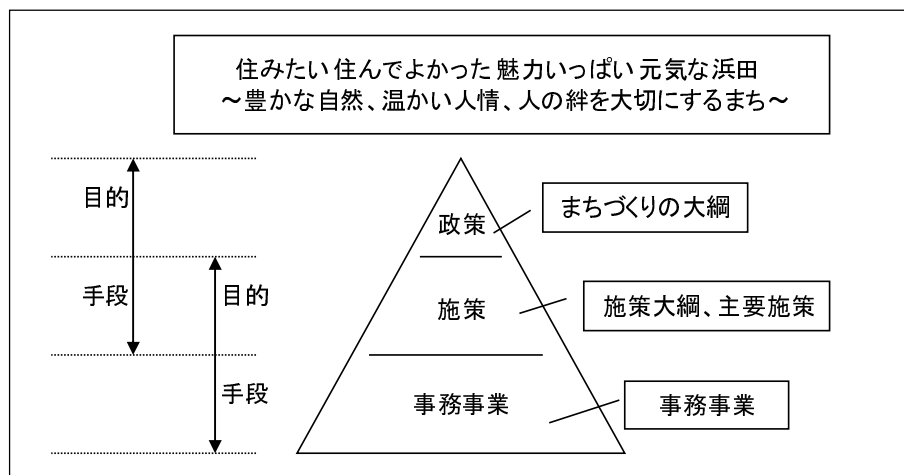 住みたい 住んでよかった 魅力いっぱい 元気な浜田
～豊かな自然、温かい人情、人の絆を大切にするまち～
目的
政策
まちづくりの大綱
手段
目的
施策
施策大綱、主要施策
手段
事務事業
事務事業